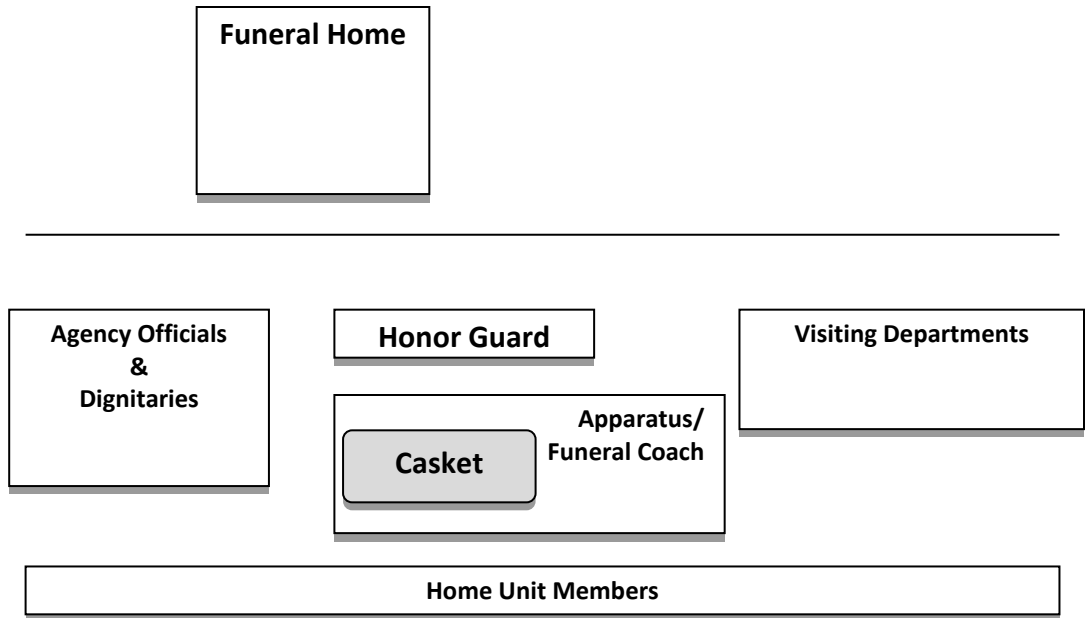 Funeral Home
Agency Officials
&
Dignitaries
Honor Guard
Visiting Departments
Apparatus/
Funeral Coach
Casket
Home Unit Members